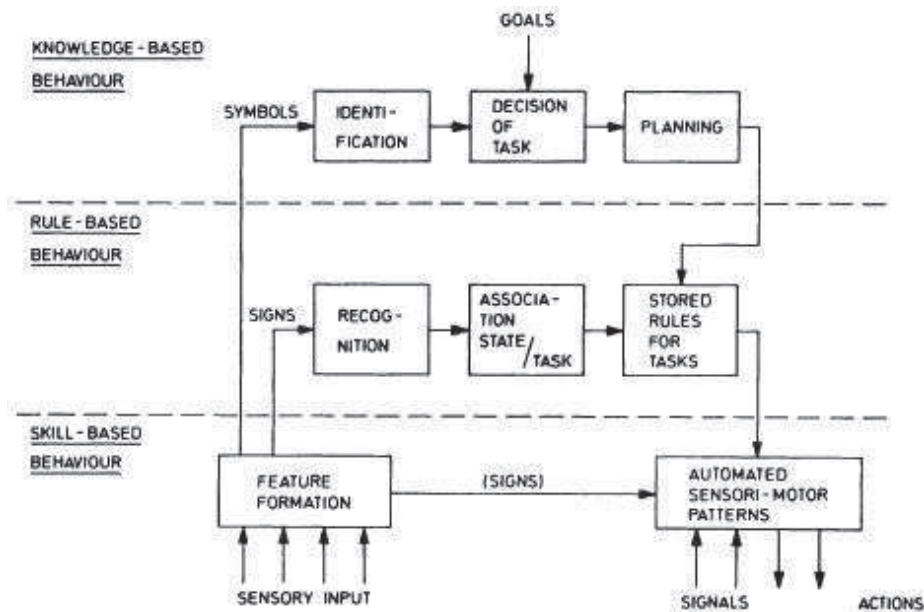 GOALS
KNOWLEDGE-BASED
BEHAVIOUR
SYMBOLS
IDENTI-
FICATION
DECISION
OF
TASK
PLANNING
RULE-BASED
BEHAVIOUR
SIGNS
RECOG-
NITION
ASSOCIA-
TION
STATE/
TASK
STORED
RULES
FOR
TASKS
SKILL-BASED
BEHAVIOUR
FEATURE
FORMATION
(SIGNS)
AUTOMATED
SENSORI-MOTOR
PATTERNS
SENSORY INPUT
SIGNALS
ACTIONS